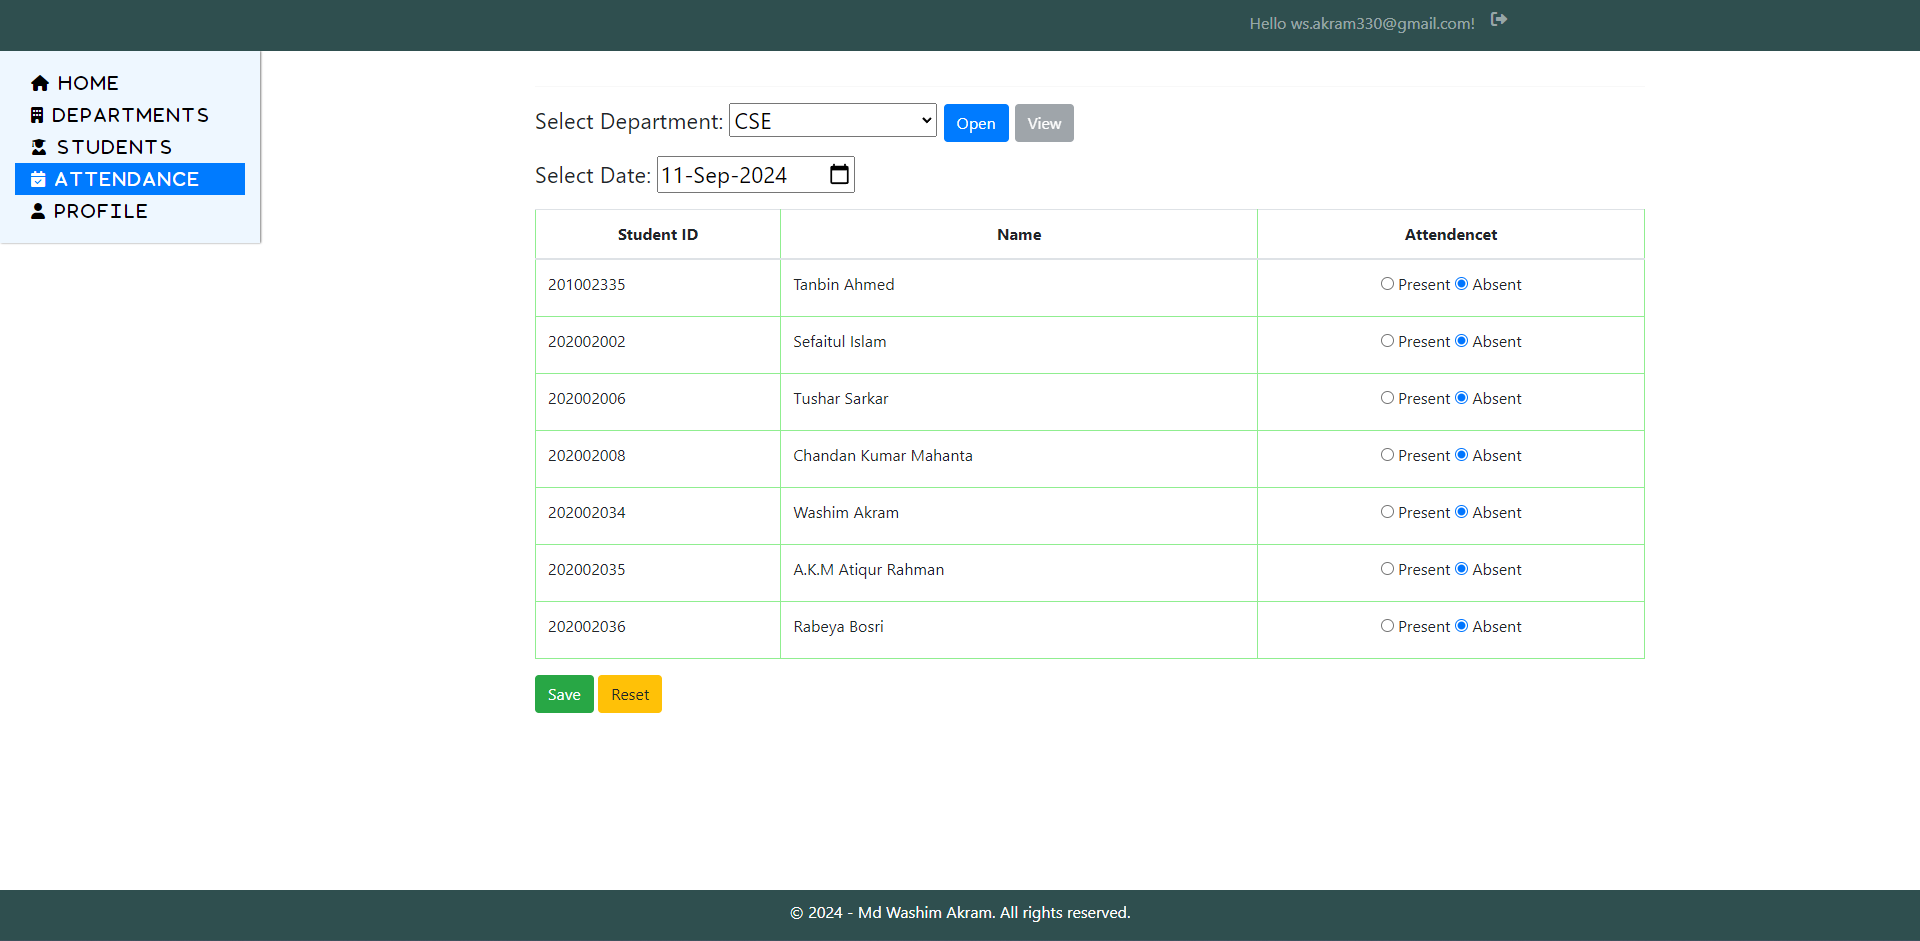 Hello ws.akram330@gmail.com!
HOME
DEPARTMENTS
STUDENTS
ATTENDANCE
PROFILE
Select Department: CSE Open View
Select Date: 11-Sep-2024
Student ID Name Attendencet
201002335 Tanbin Ahmed Present Absent
202002002 Sefaitul Islam Present Absent
202002006 Tushar Sarkar Present Absent
202002008 Chandan Kumar Mahanta Present Absent
202002034 Washim Akram Present Absent
202002035 A.K.M Atiqur Rahman Present Absent
202002036 Rabeya Bosri Present Absent
Save Reset
© 2024 - Md Washim Akram. All rights reserved.